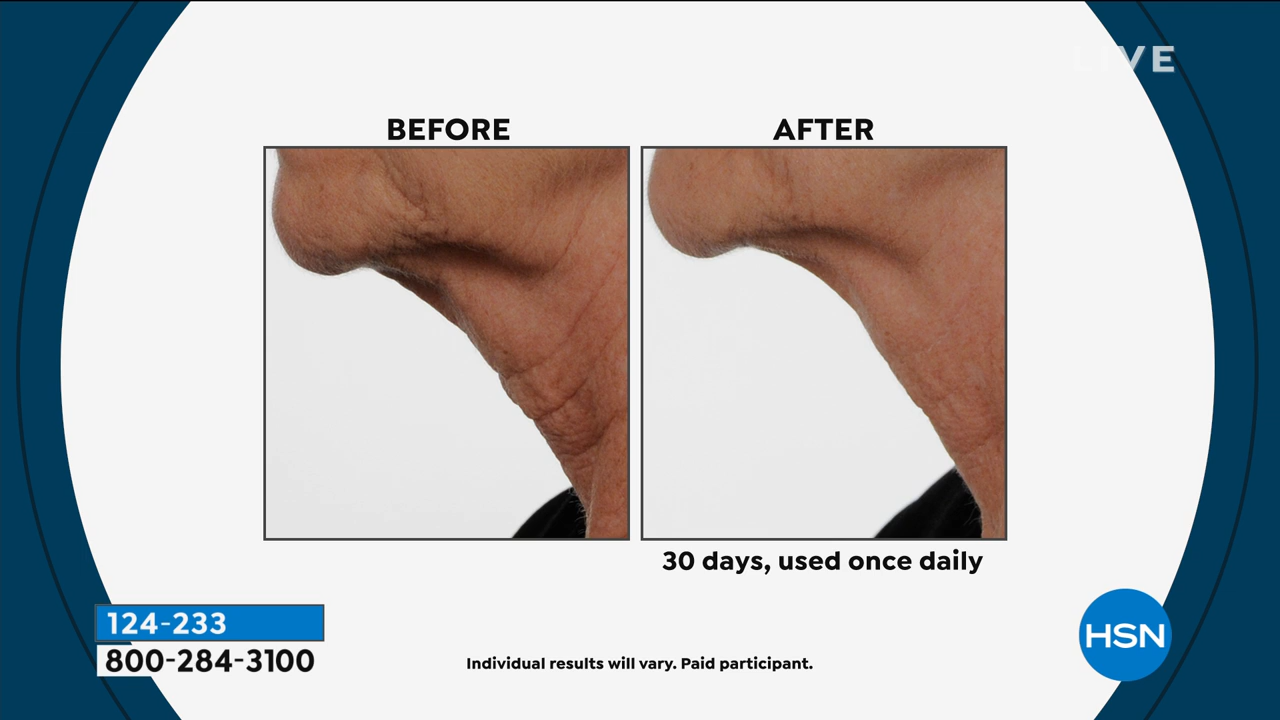 LIVE
BEFORE
AFTER
30 days, used once daily
124-233
800-284-3100
Individual results will vary. Paid participant.
HSN